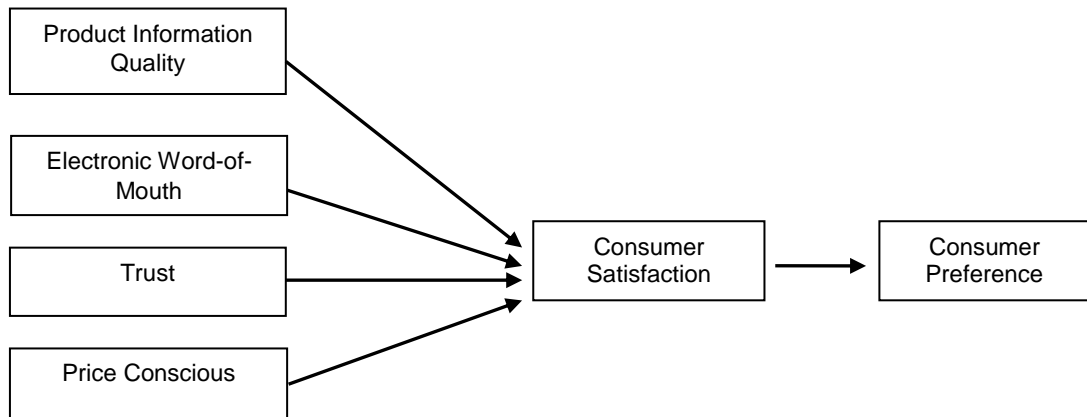 Product Information
Quality
Electronic Word-of-
Mouth
Trust
Price Conscious
Consumer
Satisfaction
Consumer
Preference